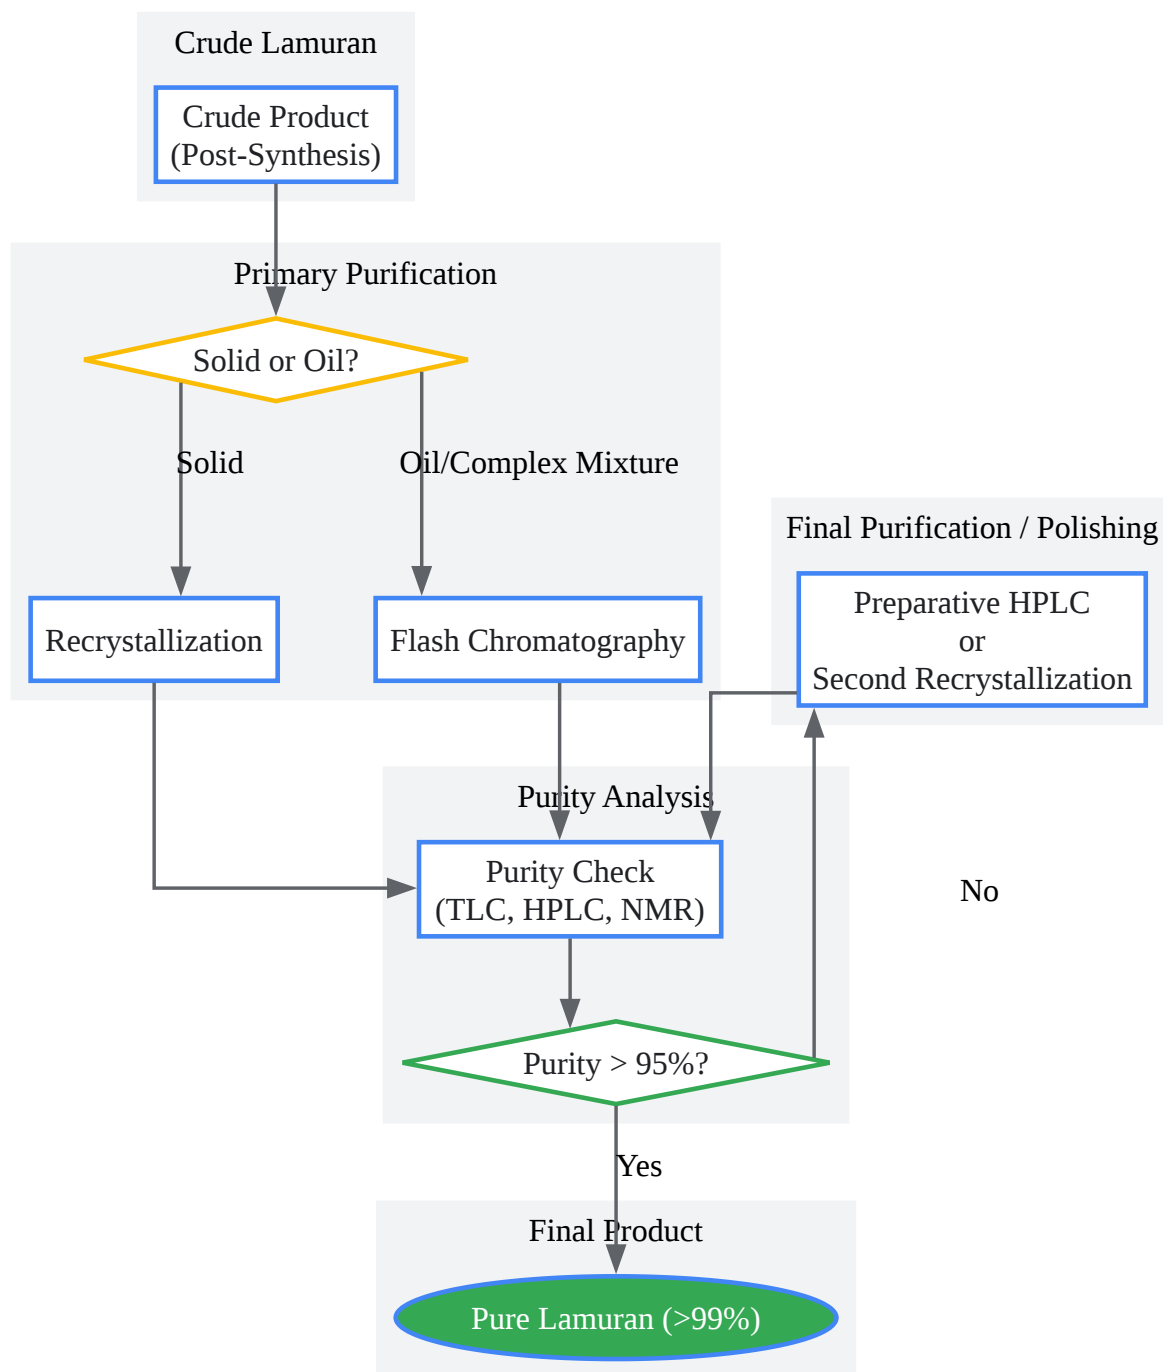 Crude Lamuran
Crude Product
(Post-Synthesis)
Primary Purification
Solid or Oil?
Solid
Oil/Complex Mixture
Recrystallization
Flash Chromatography
Final Purification / Polishing
Preparative HPLC
or
Second Recrystallization
Purity Analysis
Purity Check
(TLC, HPLC, NMR)
No
Purity > 95%?
Yes
Final Product
Pure Lamuran (>99%)